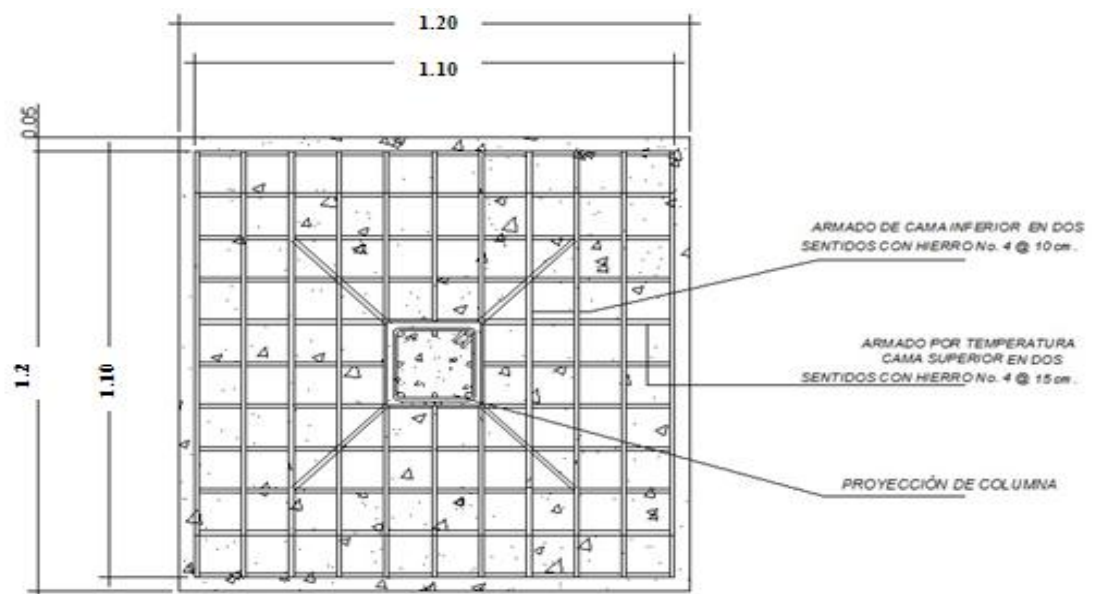 1.20
1.10
0.05
1.2
1.10
ARMADO DE CAMA INFERIOR EN DOS
SENTIDOS CON HIERRO No. 4 @ 10 cm.
ARMADO POR TEMPERATURA
CAMA SUPERIOR EN DOS
SENTIDOS CON HIERRO No. 4 @ 15 cm.
PROYECCIÓN DE COLUMNA